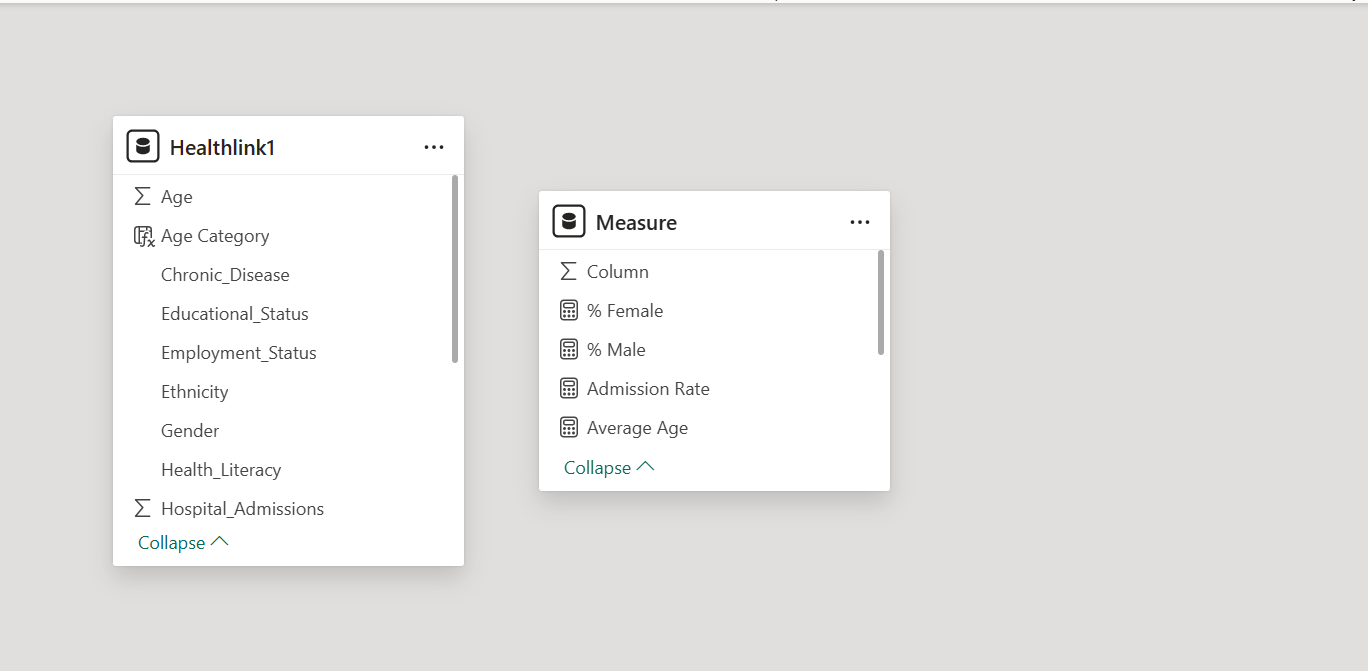 Healthlink1
Age
Age Category
Chronic_Disease
Educational_Status
Employment_Status
Ethnicity
Gender
Health_Literacy
Hospital_Admissions
Collapse
Measure
Column
% Female
% Male
Admission Rate
Average Age
Collapse